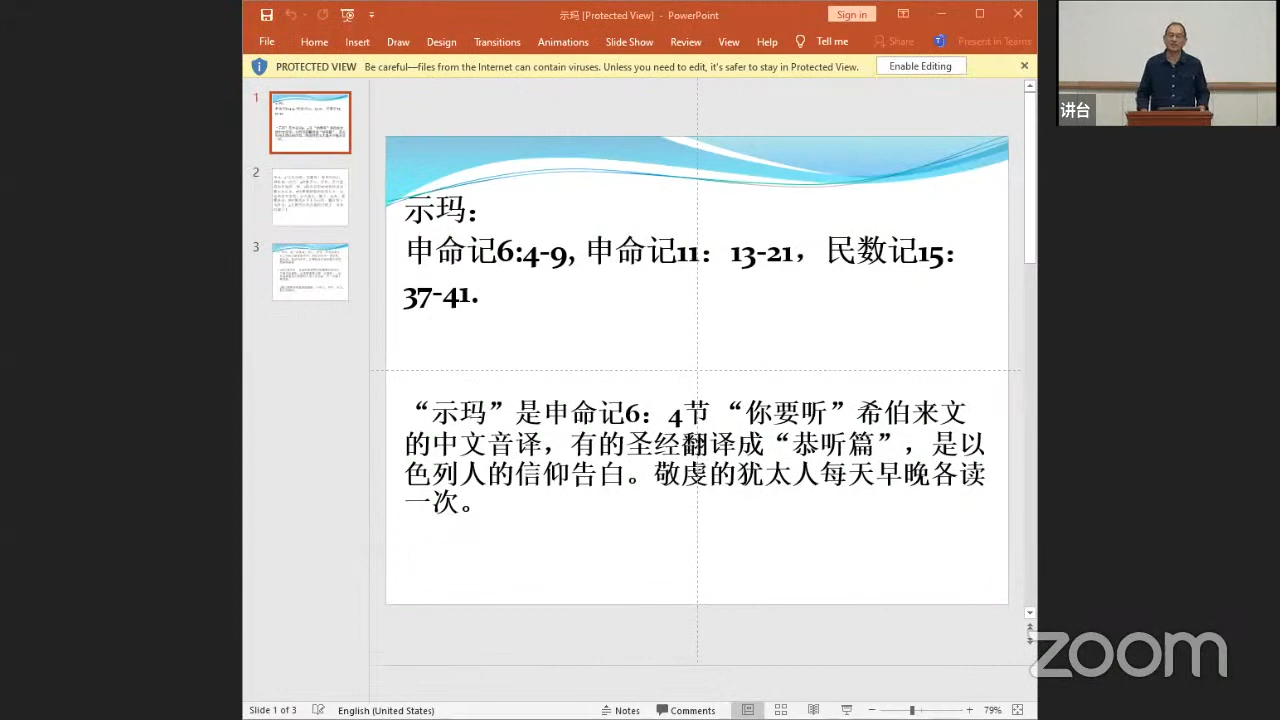 示玛 [Protected View] - PowerPoint
Sign in
File Home Insert Draw Design Transitions Animations Slide Show Review View Help Tell me Share Present in Teams
PROTECTED VIEW Be careful—files from the Internet can contain viruses. Unless you need to edit, it's safer to stay in Protected View. Enable Editing
讲台
1
2
3
示玛：
申命记6:4-9, 申命记11：13-21，民数记15：
37-41.
“示玛”是申命记6：4节 “你要听”希伯来文
的中文音译，有的圣经翻译成“恭听篇”，是以
色列人的信仰告白。敬虔的犹太人每天早晚各读
一次。
zoom
Slide 1 of 3 English (United States) Notes Comments 79%